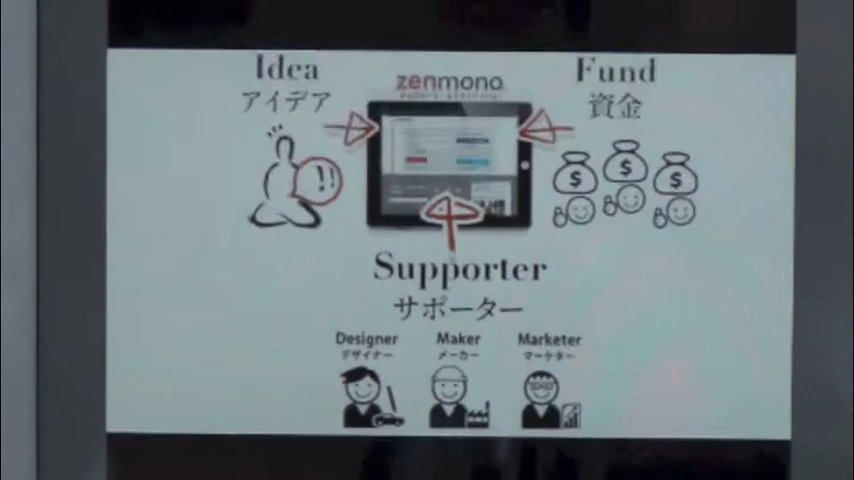 Idea
アイデア
zenmono
Fund
資金
!!
$ $ $
Supporter
サポーター
Designer
デザイナー
Maker
メーカー
Marketer
マーケター